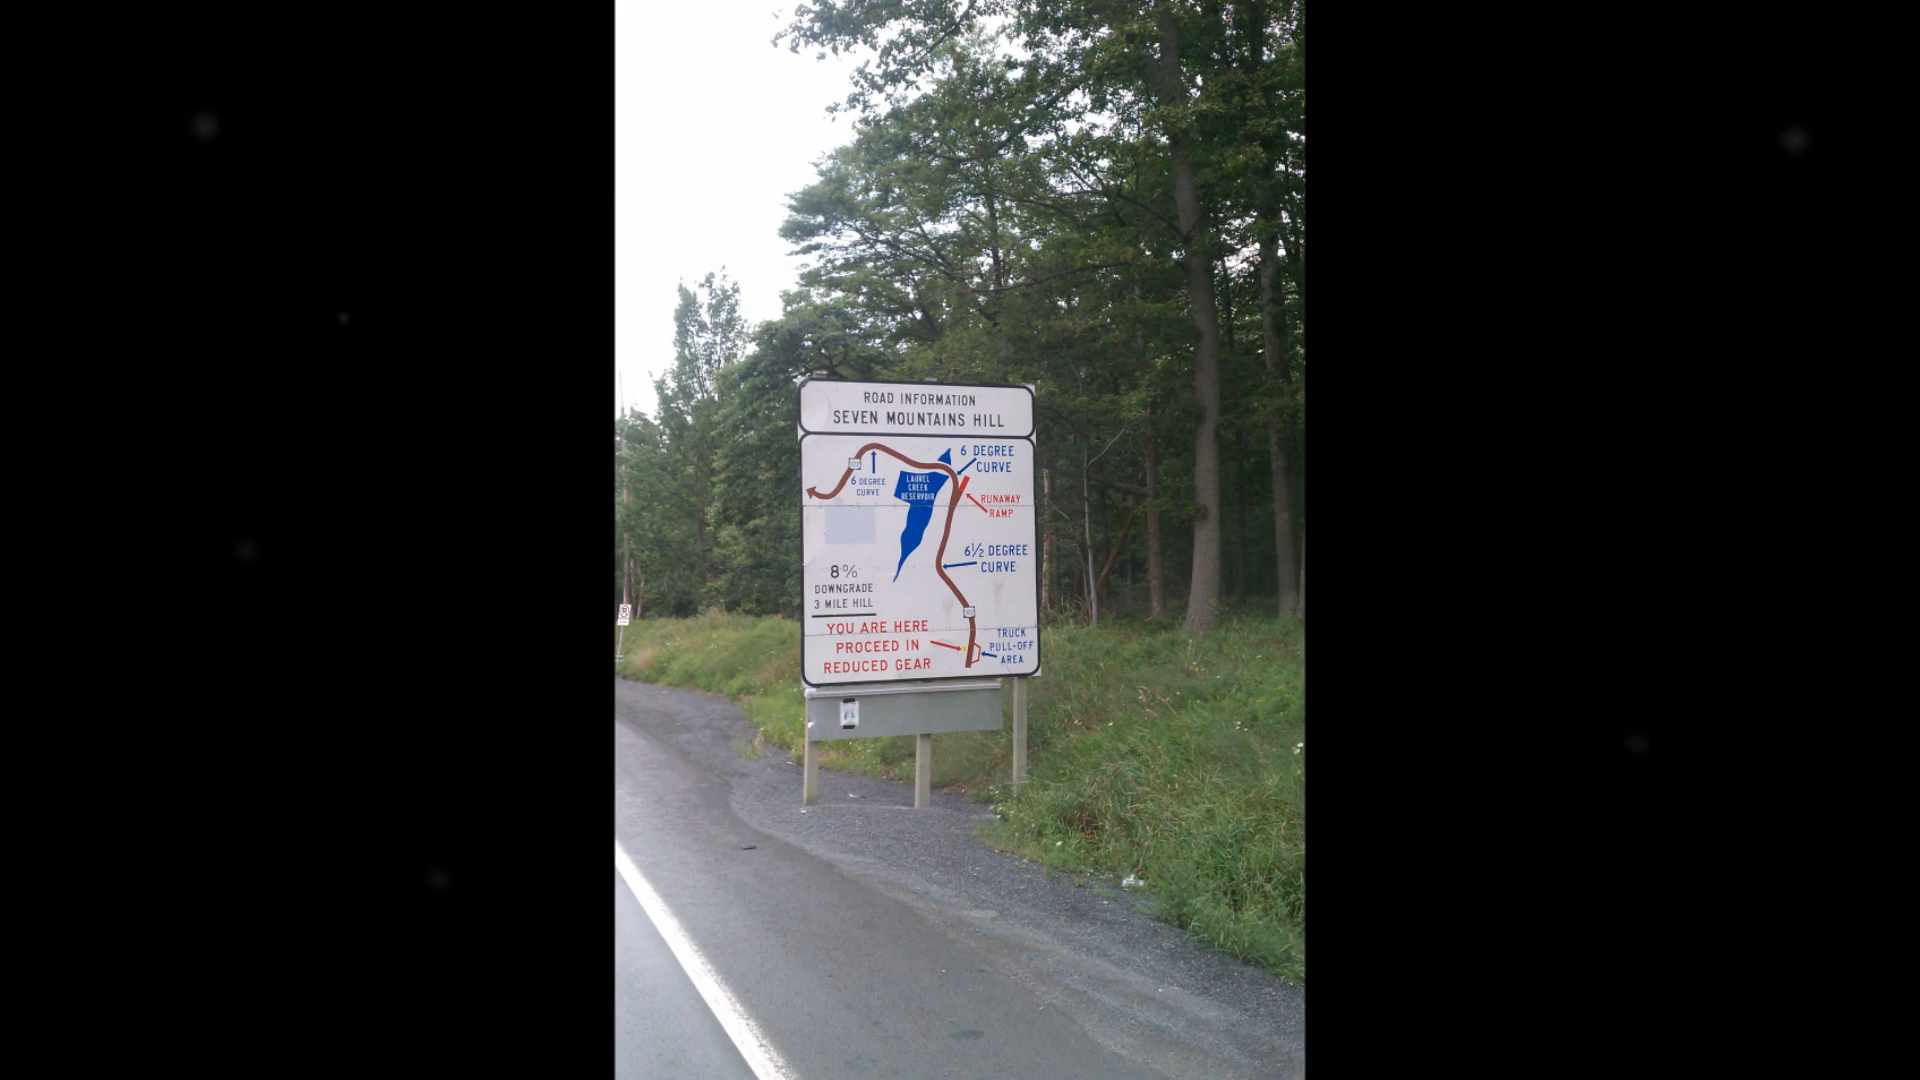 ROAD INFORMATION
SEVEN MOUNTAINS HILL
6 DEGREE
CURVE
6 DEGREE
CURVE
LAUREL
CREEK
RESERVOIR
RUNAWAY
RAMP
6½ DEGREE
CURVE
8%
DOWNGRADE
3 MILE HILL
YOU ARE HERE
PROCEED IN
REDUCED GEAR
TRUCK
PULL-OFF
AREA